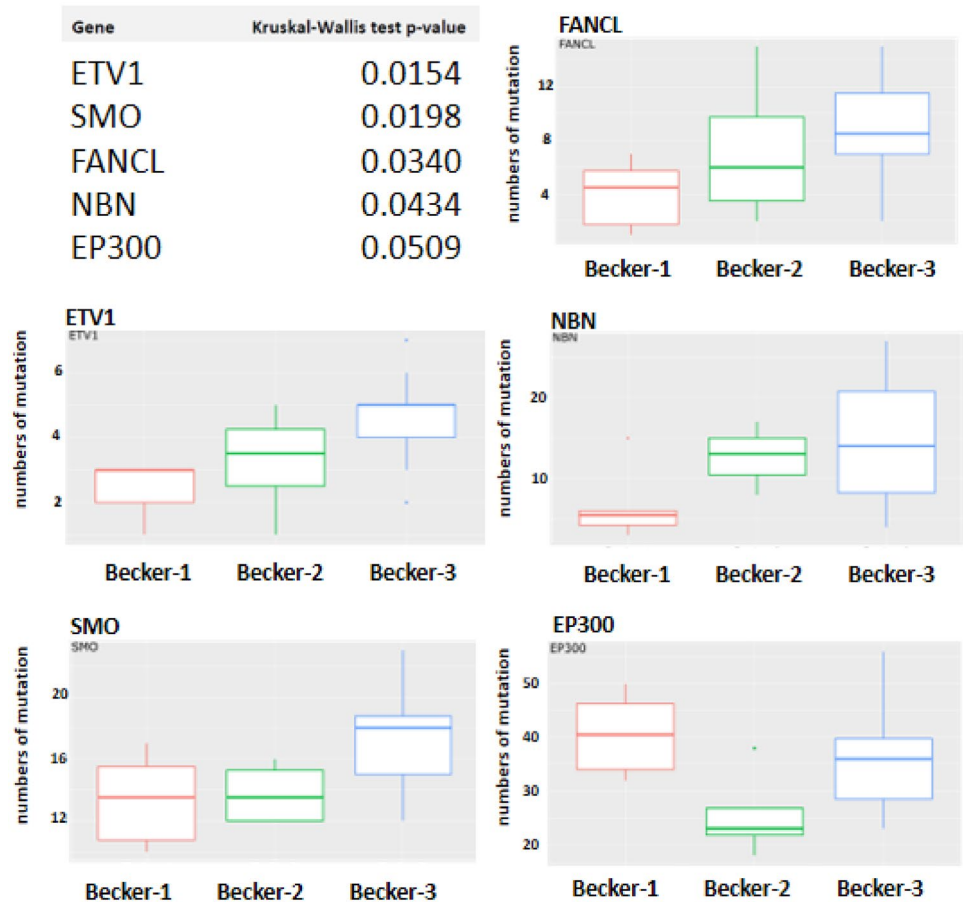 Gene Kruskal-Wallis test p-value
ETV1 0.0154
SMO 0.0198
FANCL 0.0340
NBN 0.0434
EP300 0.0509
FANCL
FANCL
numbers of mutation
12
8
4
Becker-1 Becker-2 Becker-3
ETV1
ETV1
numbers of mutation
6
4
2
Becker-1 Becker-2 Becker-3
NBN
NBN
numbers of mutation
20
10
Becker-1 Becker-2 Becker-3
SMO
SMO
numbers of mutation
20
16
12
Becker-1 Becker-2 Becker-3
EP300
EP300
numbers of mutation
50
40
30
20
Becker-1 Becker-2 Becker-3